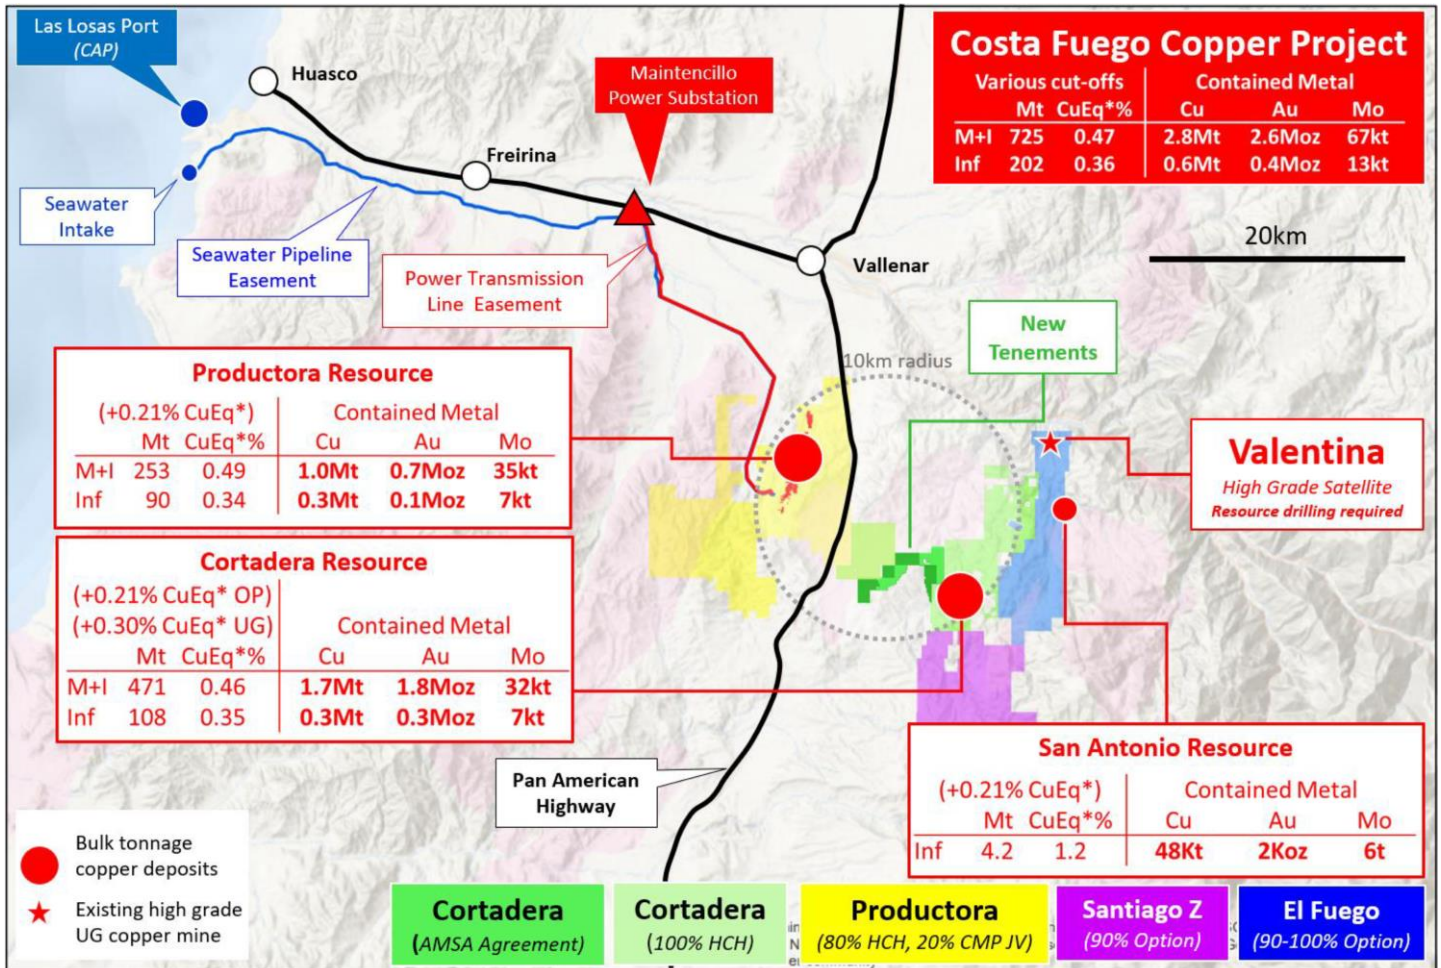 Las Losas Port
(CAP)
Huasco
Maintencillo
Power Substation
Costa Fuego Copper Project
Various cut-offs Contained Metal
Mt CuEq*% Cu Au Mo
M+I 725 0.47 2.8Mt 2.6Moz 67kt
Inf 202 0.36 0.6Mt 0.4Moz 13kt
Freirina
Seawater
Intake
Seawater Pipeline
Easement
Power Transmission
Line Easement
Vallenar
20km
New
Tenements
10km radius
Productora Resource
(+0.21% CuEq*) Contained Metal
Mt CuEq*% Cu Au Mo
M+I 253 0.49 1.0Mt 0.7Moz 35kt
Inf 90 0.34 0.3Mt 0.1Moz 7kt
Valentina
High Grade Satellite
Resource drilling required
Cortadera Resource
(+0.21% CuEq* OP)
(+0.30% CuEq* UG) Contained Metal
Mt CuEq*% Cu Au Mo
M+I 471 0.46 1.7Mt 1.8Moz 32kt
Inf 108 0.35 0.3Mt 0.3Moz 7kt
Pan American
Highway
San Antonio Resource
(+0.21% CuEq*) Contained Metal
Mt CuEq*% Cu Au Mo
Inf 4.2 1.2 48Kt 2Koz 6t
Bulk tonnage
copper deposits
Existing high grade
UG copper mine
Cortadera
(AMSA Agreement)
Cortadera
(100% HCH)
Productora
(80% HCH, 20% CMP JV)
Santiago Z
(90% Option)
El Fuego
(90-100% Option)